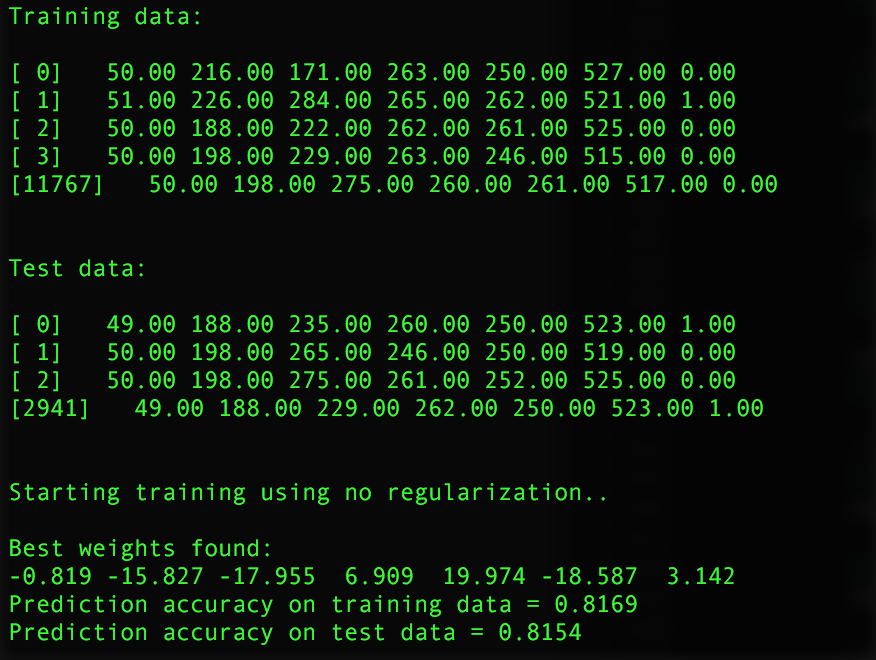 Training data:
[ 0]   50.00 216.00 171.00 263.00 250.00 527.00 0.00
[ 1]   51.00 226.00 284.00 265.00 262.00 521.00 1.00
[ 2]   50.00 188.00 222.00 262.00 261.00 525.00 0.00
[ 3]   50.00 198.00 229.00 263.00 246.00 515.00 0.00
[11767]   50.00 198.00 275.00 260.00 261.00 517.00 0.00
Test data:
[ 0]   49.00 188.00 235.00 260.00 250.00 523.00 1.00
[ 1]   50.00 198.00 265.00 246.00 250.00 519.00 0.00
[ 2]   50.00 198.00 275.00 261.00 252.00 525.00 0.00
[2941]   49.00 188.00 229.00 262.00 250.00 523.00 1.00
Starting training using no regularization..
Best weights found:
-0.819 -15.827 -17.955  6.909  19.974 -18.587  3.142
Prediction accuracy on training data = 0.8169
Prediction accuracy on test data = 0.8154